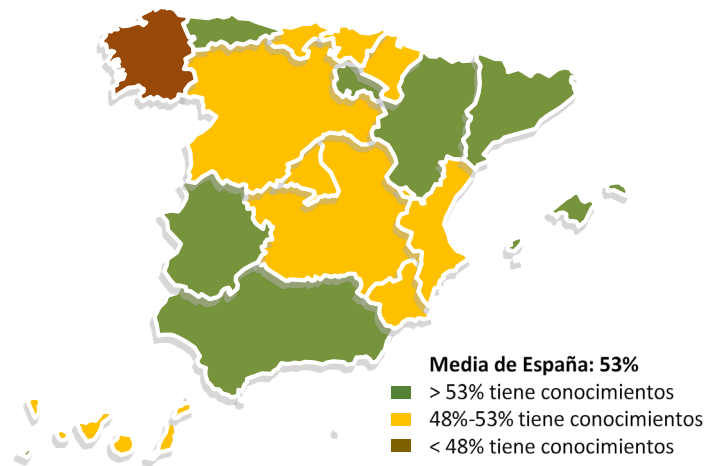 Media de España: 53%
> 53% tiene conocimientos
48%-53% tiene conocimientos
< 48% tiene conocimientos